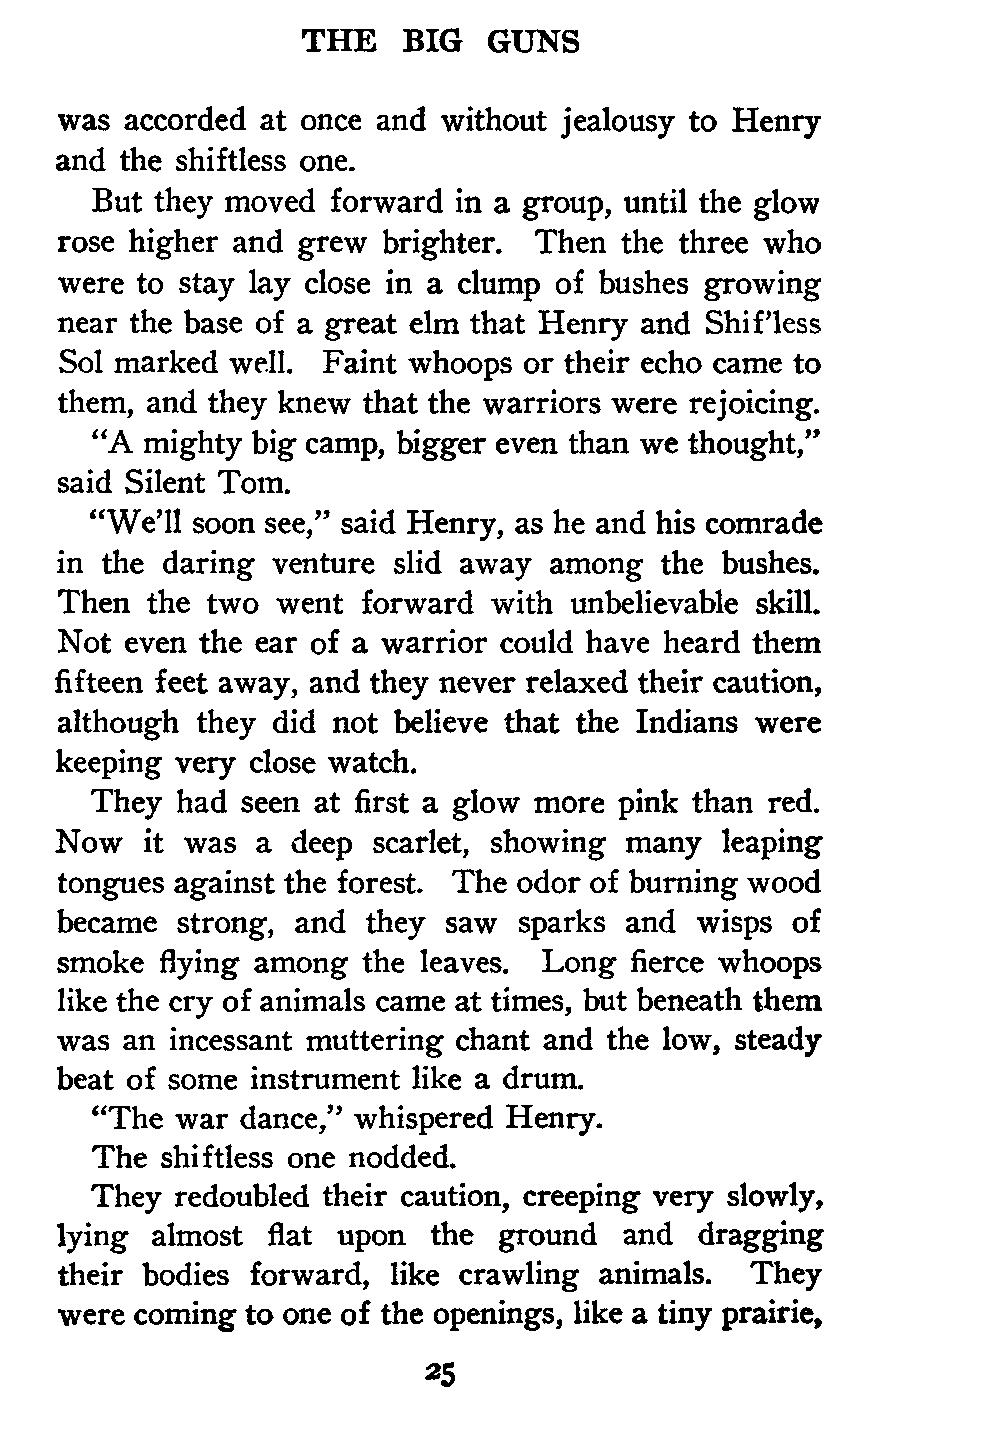 THE BIG GUNS
was accorded at once and without jealousy to Henry
and the shiftless one.
But they moved forward in a group, until the glow
rose higher and grew brighter. Then the three who
were to stay lay close in a clump of bushes growing
near the base of a great elm that Henry and Shif'less
Sol marked well. Faint whoops or their echo came to
them, and they knew that the warriors were rejoicing.
“A mighty big camp, bigger even than we thought,”
said Silent Tom.
“We'll soon see,” said Henry, as he and his comrade
in the daring venture slid away among the bushes.
Then the two went forward with unbelievable skill.
Not even the ear of a warrior could have heard them
fifteen feet away, and they never relaxed their caution,
although they did not believe that the Indians were
keeping very close watch.
They had seen at first a glow more pink than red.
Now it was a deep scarlet, showing many leaping
tongues against the forest. The odor of burning wood
became strong, and they saw sparks and wisps of
smoke flying among the leaves. Long fierce whoops
like the cry of animals came at times, but beneath them
was an incessant muttering chant and the low, steady
beat of some instrument like a drum.
“The war dance,” whispered Henry.
The shiftless one nodded.
They redoubled their caution, creeping very slowly,
lying almost flat upon the ground and dragging
their bodies forward, like crawling animals. They
were coming to one of the openings, like a tiny prairie,
25